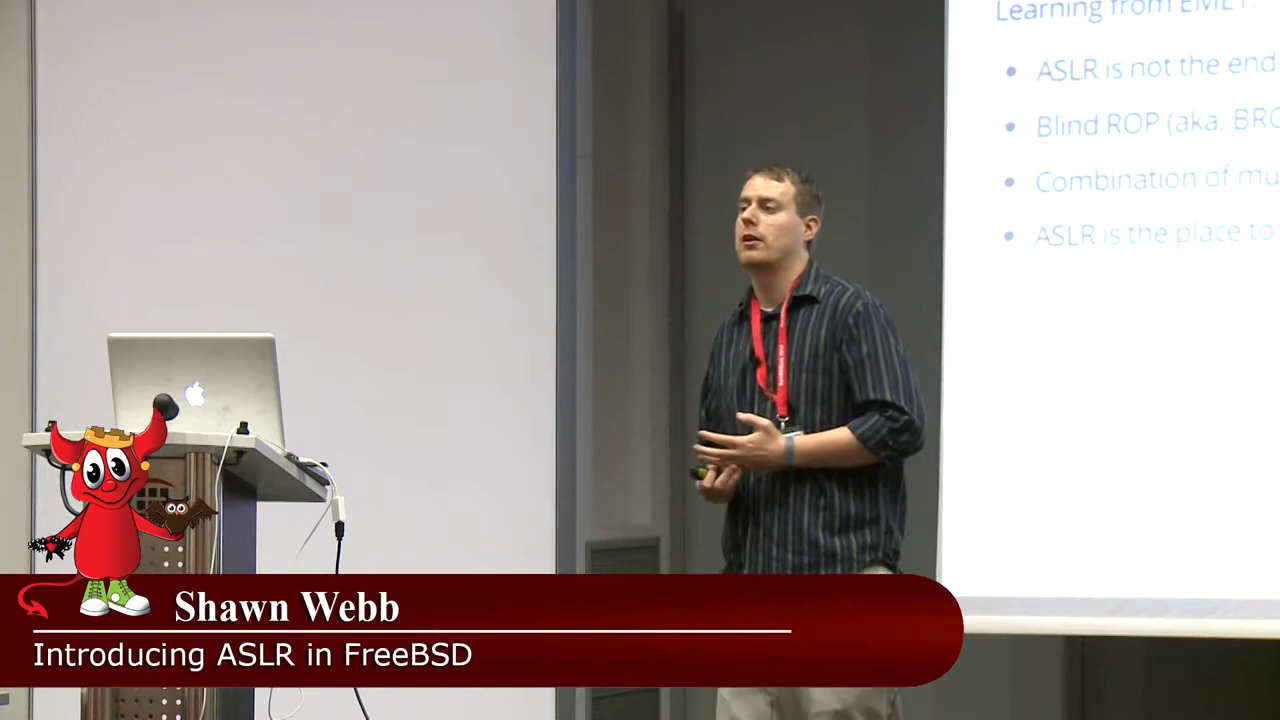 Learning from EMET:
ASLR is not the end
Blind ROP (aka, BRO
Combination of mu
ASLR is the place to
Shawn Webb
Introducing ASLR in FreeBSD